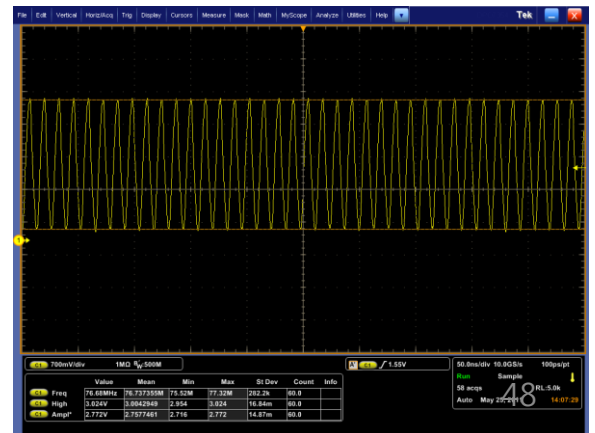 File Edit Vertical Horiz/Acq Trig Display Cursors Measure Mask Math MyScope Analyze Utilities Help Tek
1
C1 700mV/div 1MΩ BW:500M
A' C1 1.55V
50.0ns/div 10.0GS/s 100ps/pt
Run Sample
58 acqs RL:5.0k
Auto May 25, 14:07:29
48
Value Mean Min Max St Dev Count Info
C1 Freq 76.68MHz 76.737355M 75.52M 77.32M 282.2k 60.0
C1 High 3.024V 3.0042949 2.954 3.024 16.84m 60.0
C1 Ampl* 2.772V 2.7577461 2.716 2.772 14.87m 60.0